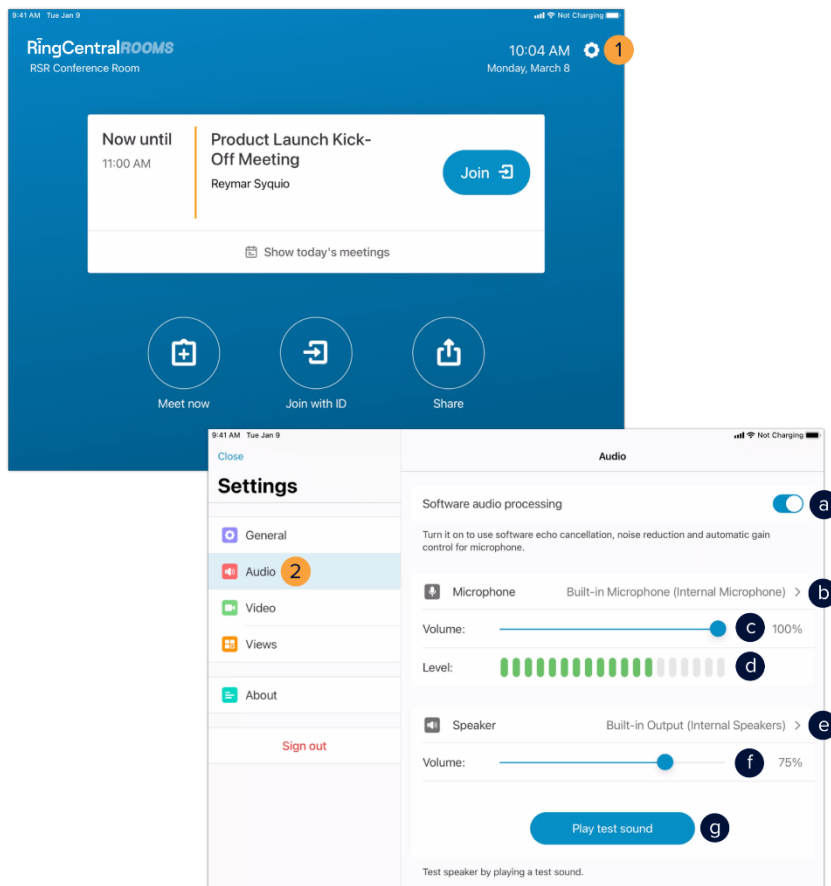 9:41 AM Tue Jan 9
Not Charging
RingCentralROOMS
RSR Conference Room
10:04 AM
1
Monday, March 8
Now until
11:00 AM
Product Launch Kick-
Off Meeting
Reymar Syquio
Join
Show today's meetings
Meet now
Join with ID
Share
9:41 AM Tue Jan 9
Not Charging
Close
Audio
Settings
General
Audio 2
Video
Views
About
Sign out
Software audio processing a
Turn it on to use software echo cancellation, noise reduction and automatic gain
control for microphone.
Microphone Built-in Microphone (Internal Microphone) > b
Volume: c 100%
Level: d
Speaker Built-in Output (Internal Speakers) > e
Volume: f 75%
Play test sound g
Test speaker by playing a test sound.